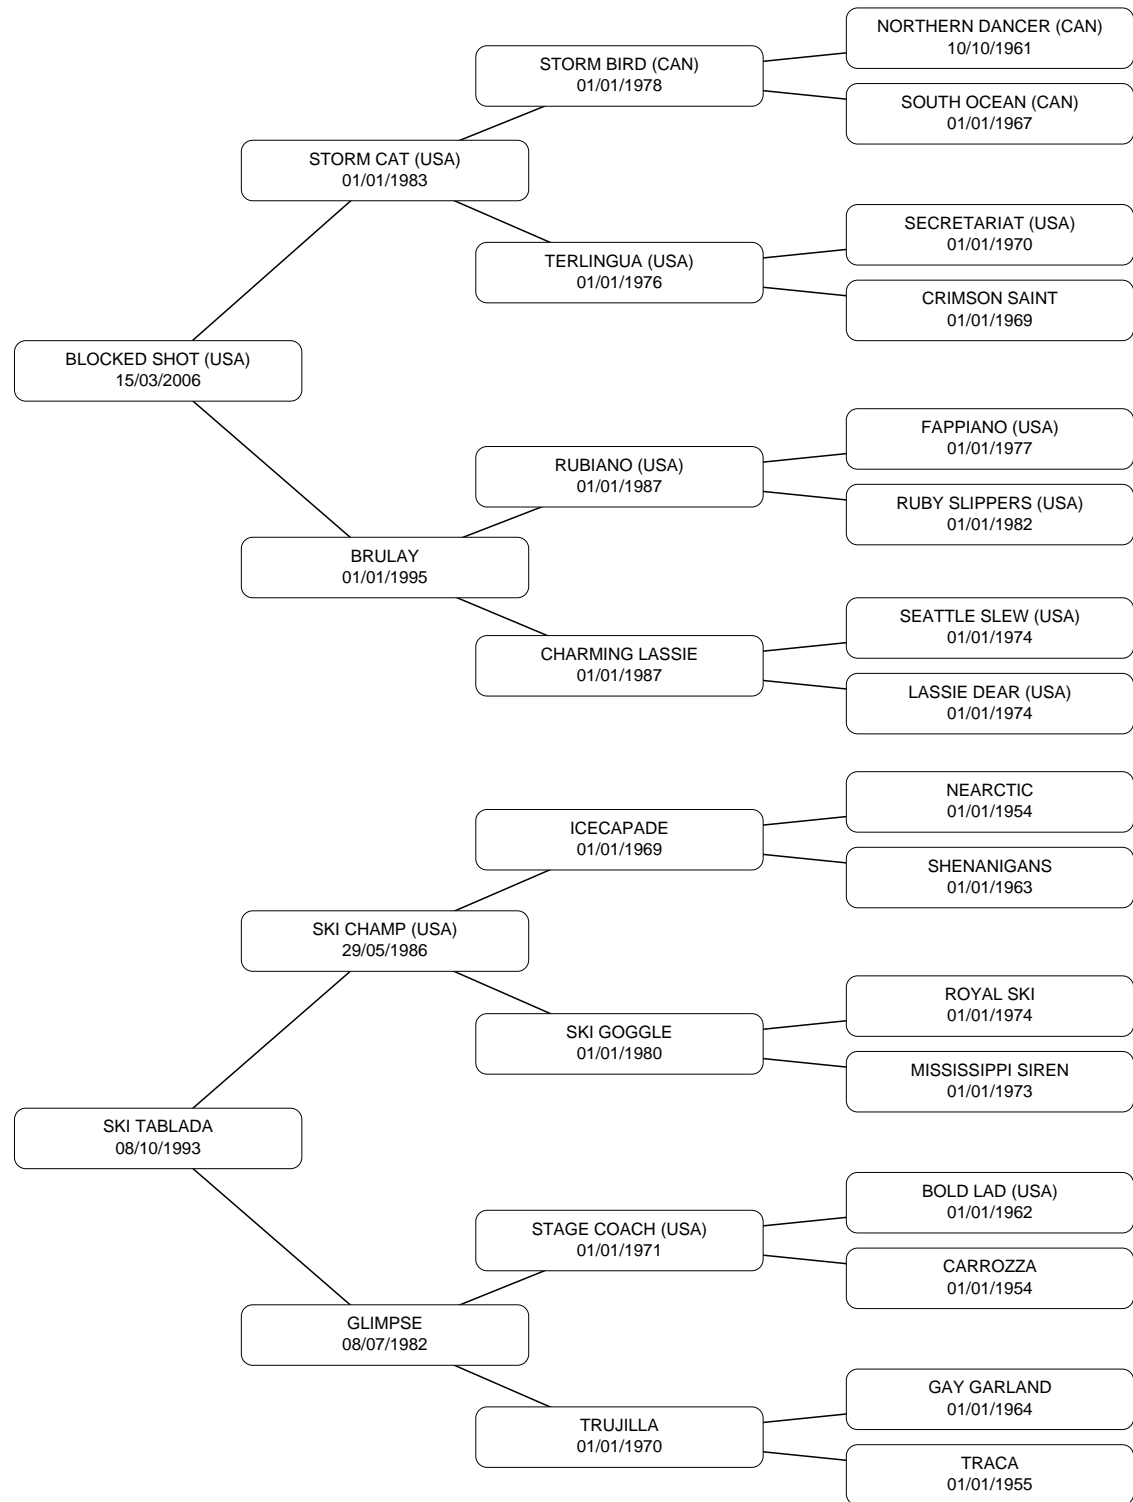 NORTHERN DANCER (CAN)
10/10/1961
STORM BIRD (CAN)
01/01/1978
SOUTH OCEAN (CAN)
01/01/1967
STORM CAT (USA)
01/01/1983
SECRETARIAT (USA)
01/01/1970
TERLINGUA (USA)
01/01/1976
CRIMSON SAINT
01/01/1969
BLOCKED SHOT (USA)
15/03/2006
FAPPIANO (USA)
01/01/1977
RUBIANO (USA)
01/01/1987
RUBY SLIPPERS (USA)
01/01/1982
BRULAY
01/01/1995
SEATTLE SLEW (USA)
01/01/1974
CHARMING LASSIE
01/01/1987
LASSIE DEAR (USA)
01/01/1974
NEARCTIC
01/01/1954
ICECAPADE
01/01/1969
SHENANIGANS
01/01/1963
SKI CHAMP (USA)
29/05/1986
ROYAL SKI
01/01/1974
SKI GOGGLE
01/01/1980
MISSISSIPPI SIREN
01/01/1973
SKI TABLADA
08/10/1993
BOLD LAD (USA)
01/01/1962
STAGE COACH (USA)
01/01/1971
CARROZZA
01/01/1954
GLIMPSE
08/07/1982
GAY GARLAND
01/01/1964
TRUJILLA
01/01/1970
TRACA
01/01/1955